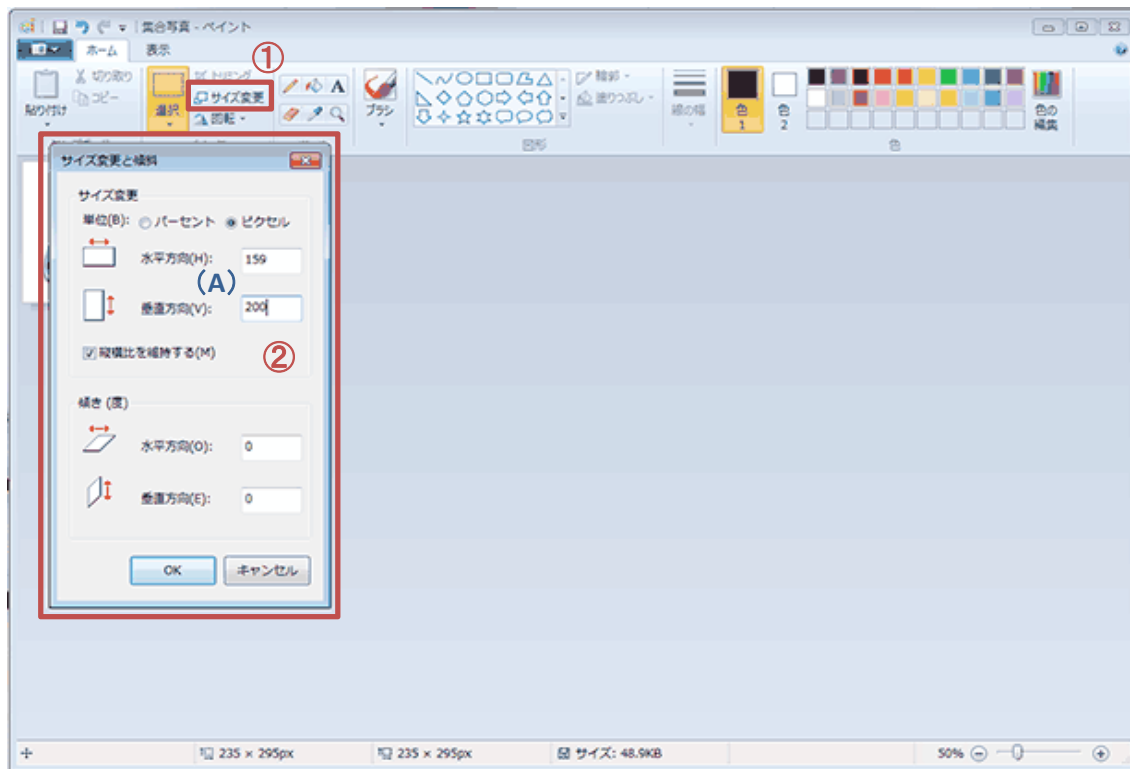 集合写真 - ペイント
ホーム 表示
①
貼り付け
切り取り
コピー
選択
トリミング
サイズ変更
回転
A
ブラシ
輪郭
塗りつぶし
図形
線の幅
色
1
色
2
色の
編集
色
サイズ変更と傾斜
サイズ変更
単位(B): パーセント ピクセル
水平方向(H): 159
(A)
垂直方向(V): 200
縦横比を維持する(M)
②
傾き (度)
水平方向(O): 0
垂直方向(E): 0
OK キャンセル
235 × 295px 235 × 295px サイズ: 48.9KB 50%